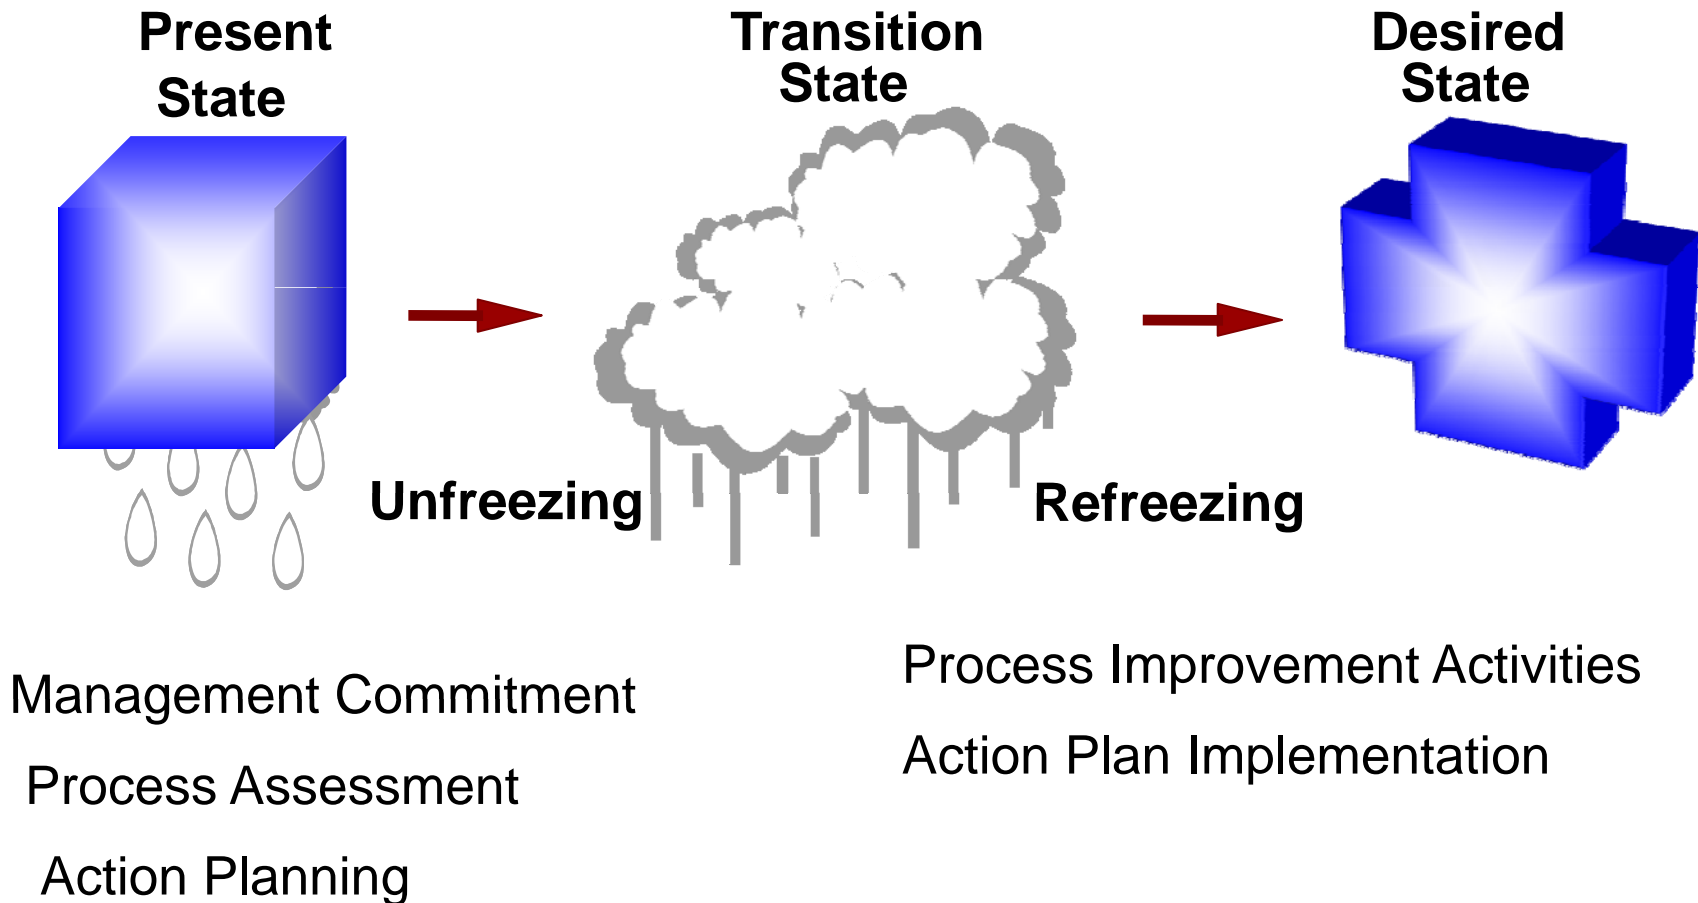 Present
State
Transition
State
Desired
State
Unfreezing
Refreezing
Management Commitment
Process Assessment
Action Planning
Process Improvement Activities
Action Plan Implementation